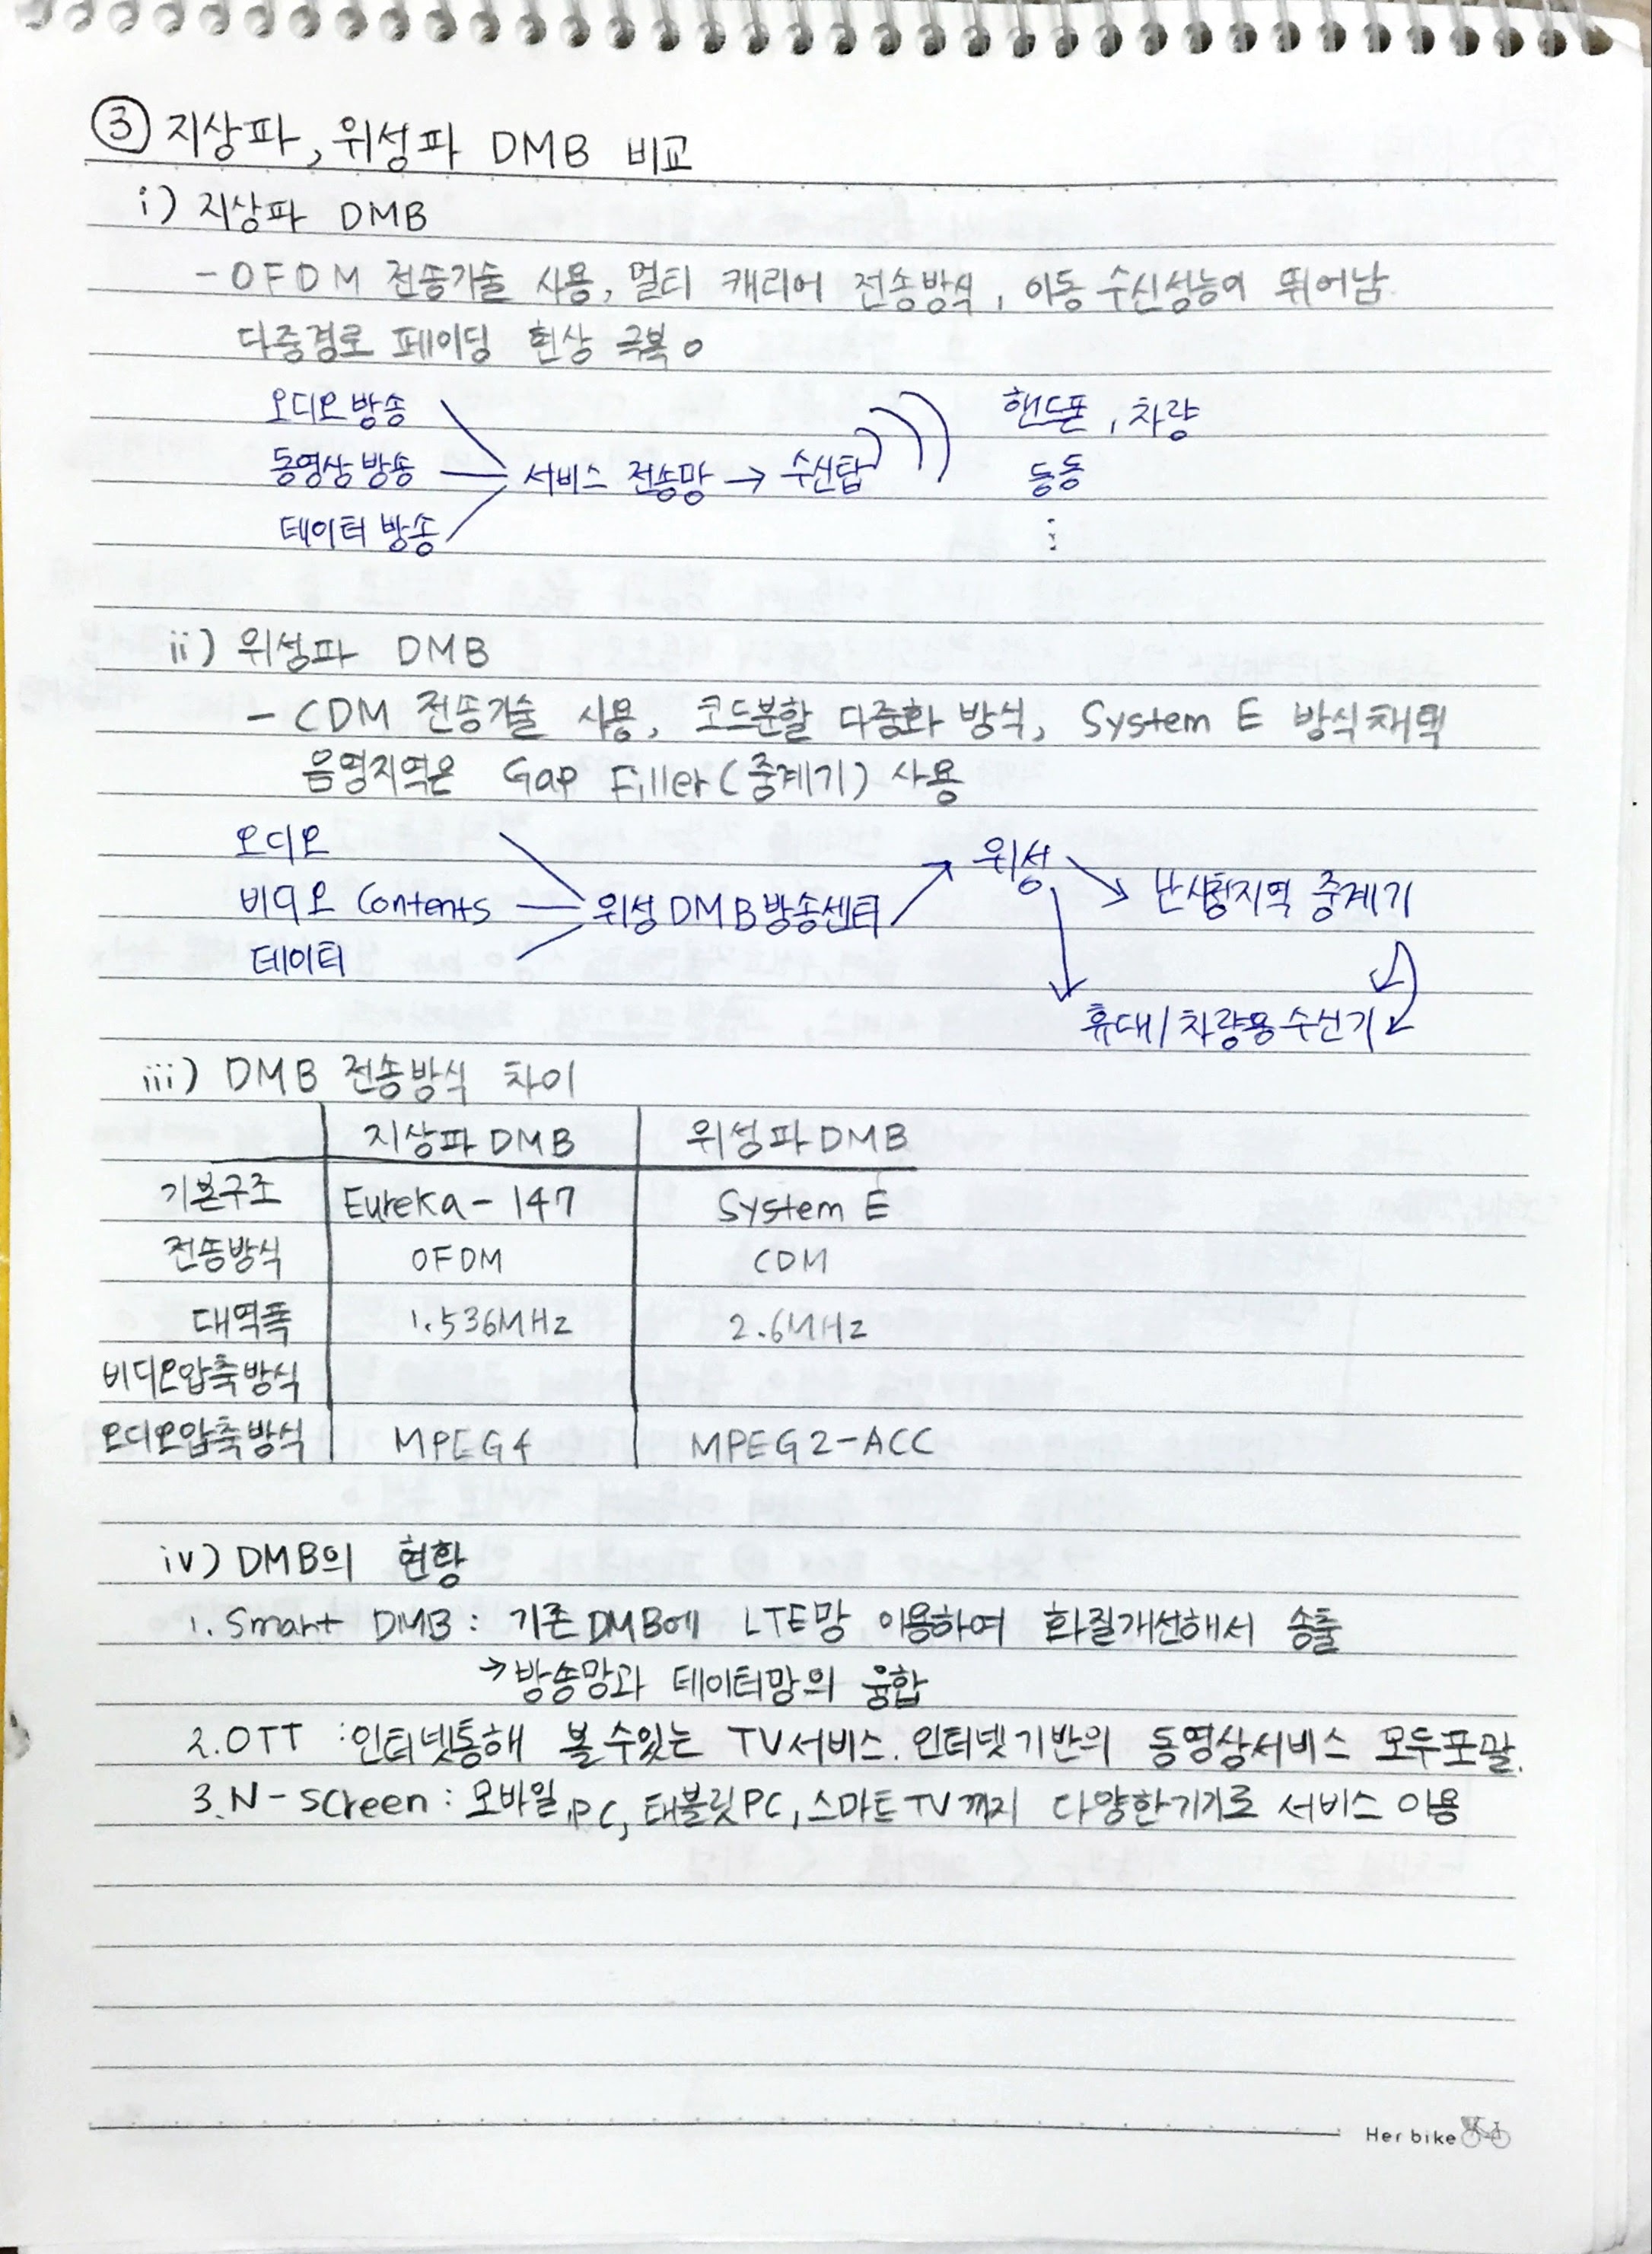 ③ 지상파, 위성파 DMB 비교
i) 지상파 DMB
- OFDM 전송기술 사용, 멀티 캐리어 전송방식, 이동 수신성능이 뛰어남.
다중경로 페이딩 현상 극복 o
오디오 방송
동영상 방송 서비스 전송망 → 수신탑 핸드폰, 차량
데이터 방송 등등
⋮
ii) 위성파 DMB
- CDM 전송기술 사용, 코드분할 다중화 방식, System E 방식채택
음영지역은 Gap Filler(중계기) 사용
오디오
비디오 Contents 위성DMB방송센터 위성 난시청지역 중계기
데이터 휴대/차량용수신기
iii) DMB 전송방식 차이
지상파DMB 위성파DMB
기본구조 Eureka-147 System E
전송방식 OFDM CDM
대역폭 1.536MHz 2.6MHz
비디오압축방식
오디오압축방식 MPEG4 MPEG2-ACC
iv) DMB의 현황
1. Smart DMB : 기존DMB에 LTE망 이용하여 화질개선해서 송출
→방송망과 데이터망의 융합
2. OTT :인터넷통해 볼수있는 TV서비스. 인터넷기반의 동영상서비스 모두포괄.
3. N-screen : 모바일, PC, 태블릿PC, 스마트TV까지 다양한기기로 서비스 이용
Her bike